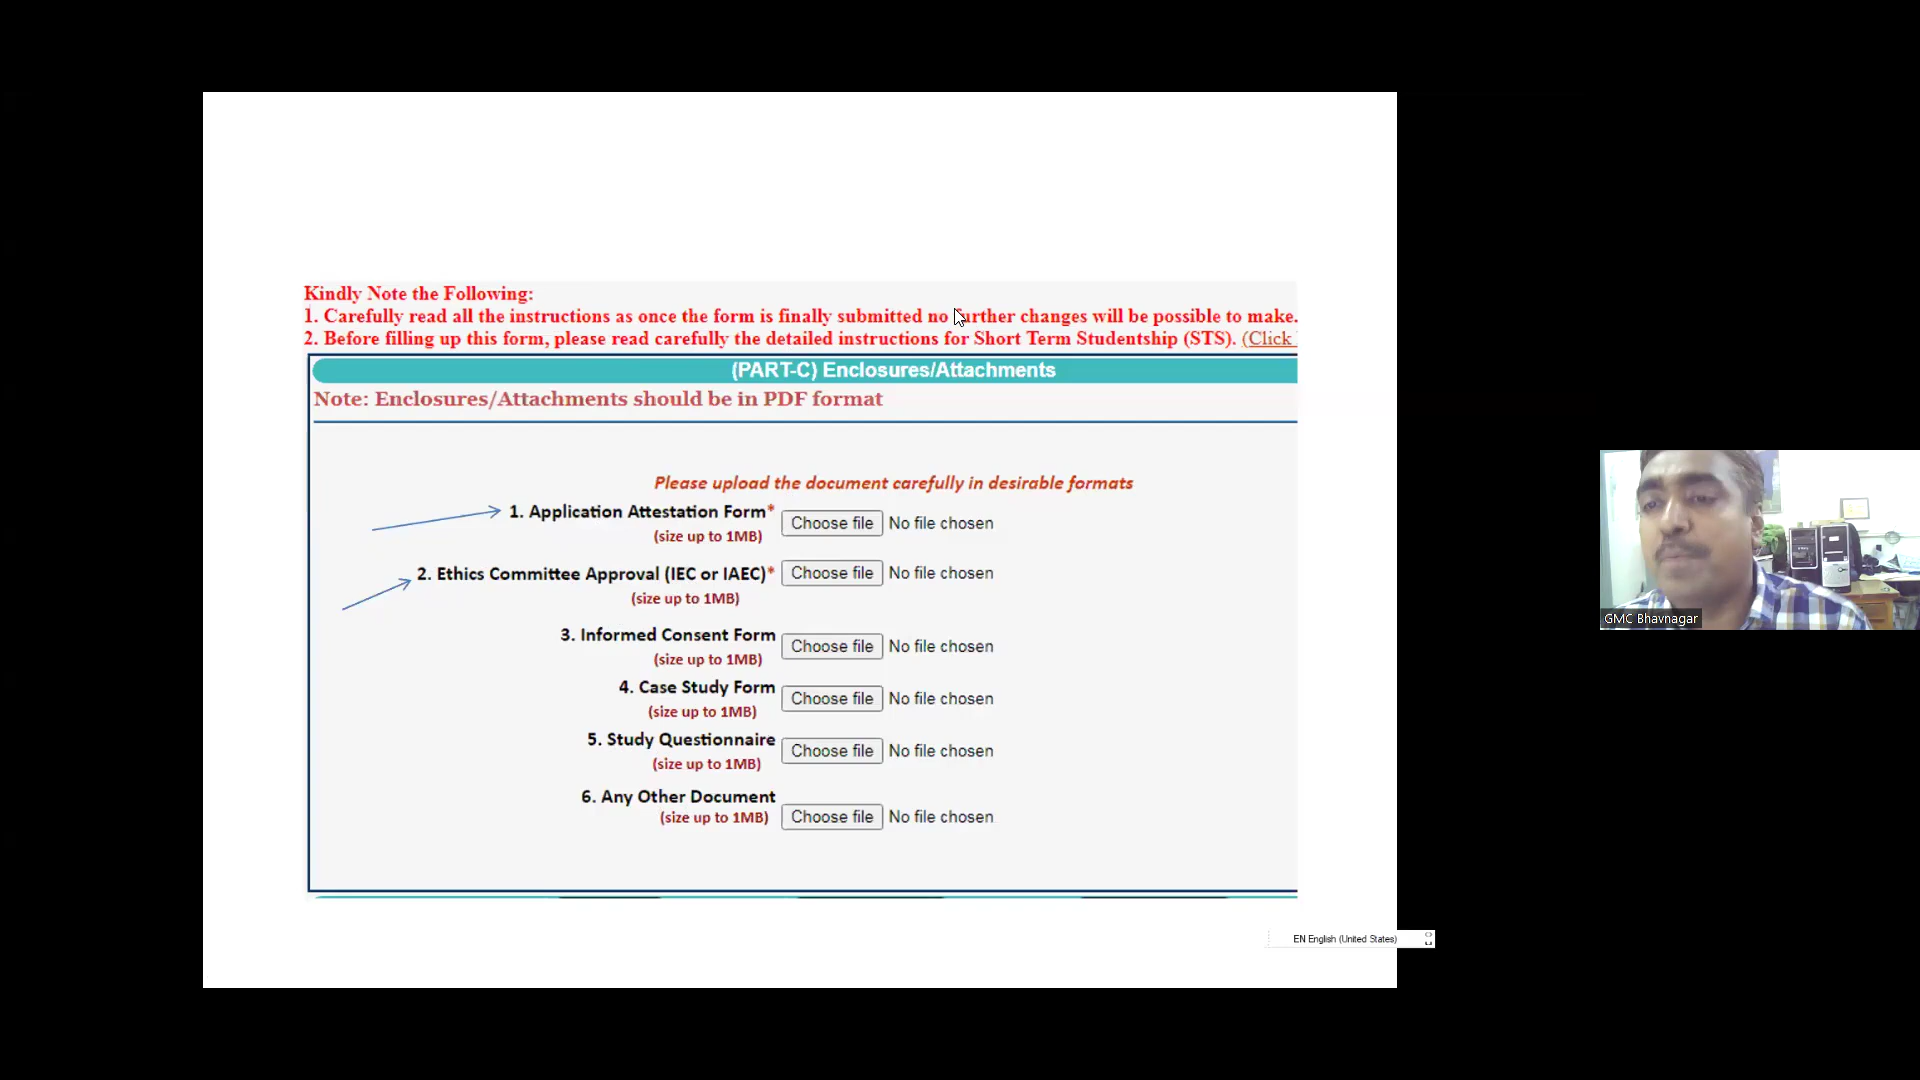 Kindly Note the Following:
1. Carefully read all the instructions as once the form is finally submitted no further changes will be possible to make.
2. Before filling up this form, please read carefully the detailed instructions for Short Term Studentship (STS). (Click
(PART-C) Enclosures/Attachments
Note: Enclosures/Attachments should be in PDF format
Please upload the document carefully in desirable formats
1. Application Attestation Form* Choose file No file chosen
(size up to 1MB)
2. Ethics Committee Approval (IEC or IAEC)* Choose file No file chosen
(size up to 1MB)
3. Informed Consent Form Choose file No file chosen
(size up to 1MB)
4. Case Study Form Choose file No file chosen
(size up to 1MB)
5. Study Questionnaire Choose file No file chosen
(size up to 1MB)
6. Any Other Document Choose file No file chosen
(size up to 1MB)
GMC Bhavnagar
EN English (United States)